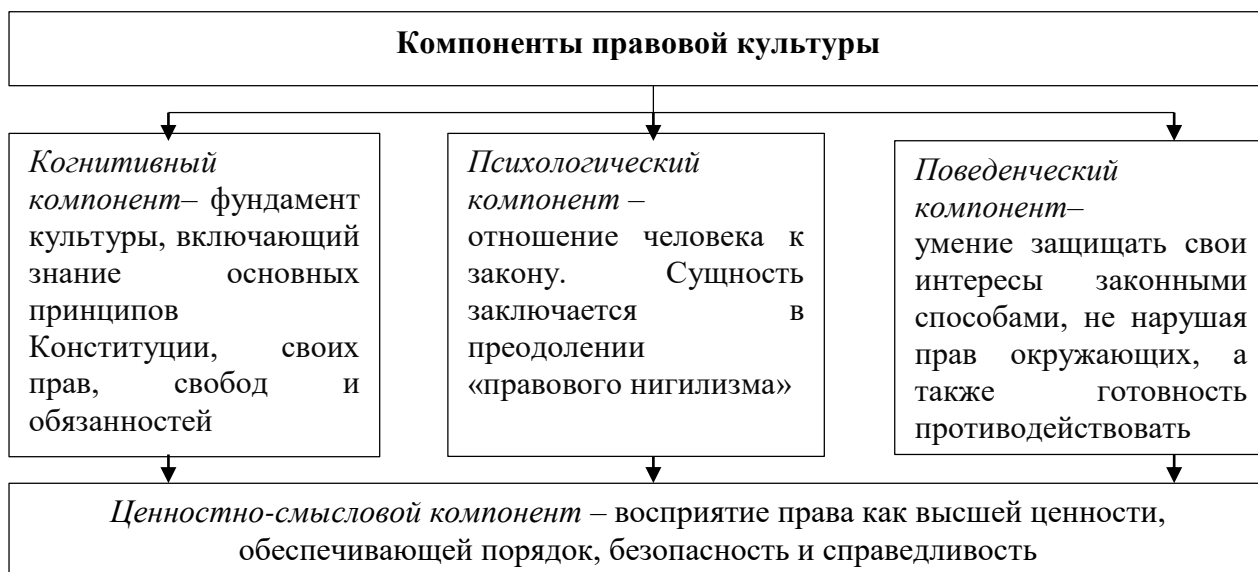 Компоненты правовой культуры
Когнитивный
компонент– фундамент
культуры, включающий
знание основных
принципов
Конституции, своих
прав, свобод и
обязанностей
Психологический
компонент –
отношение человека к
закону. Сущность
заключается в
преодолении
«правового нигилизма»
Поведенческий
компонент–
умение защищать свои
интересы законными
способами, не нарушая
прав окружающих, а
также готовность
противодействовать
Ценностно-смысловой компонент – восприятие права как высшей ценности,
обеспечивающей порядок, безопасность и справедливость